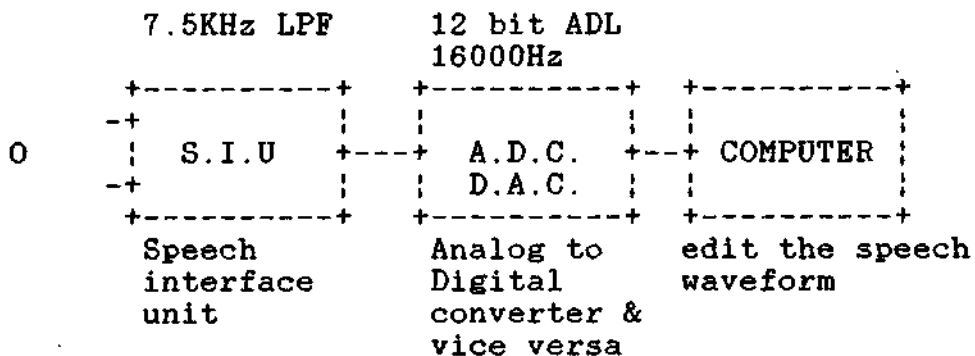 7.5KHz LPF 12 bit ADL
16000Hz
O S.I.U A.D.C. COMPUTER
D.A.C.
Speech Analog to edit the speech
interface Digital waveform
unit converter &
vice versa